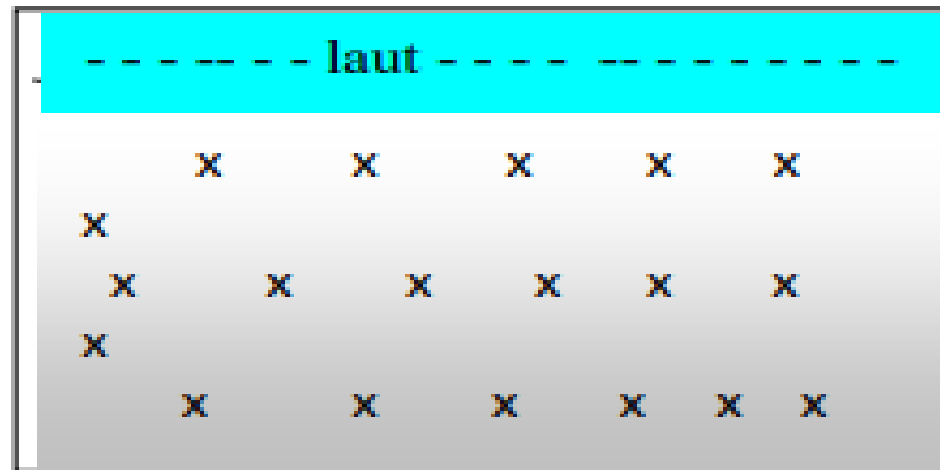 - - - -- - - laut - - - -  -- - - - - - - -
x x x x x
x
x x x x x x
x
x x x x x x